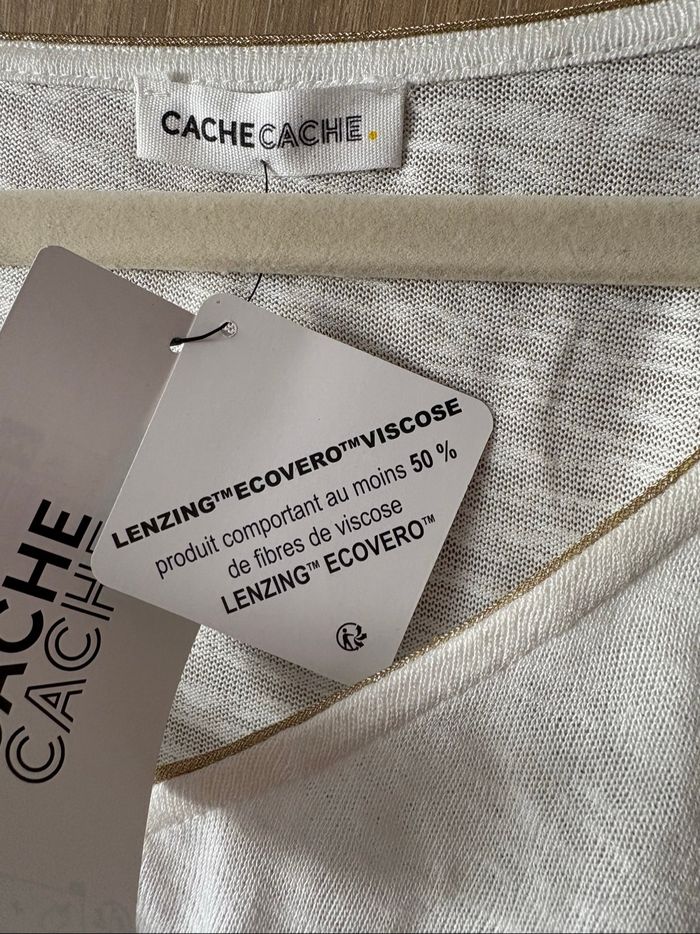 CACHECACHE.
LENZING™ECOVERO™VISCOSE
produit comportant au moins 50 %
de fibres de viscose
LENZING™ ECOVERO™
CACHE
CACHE